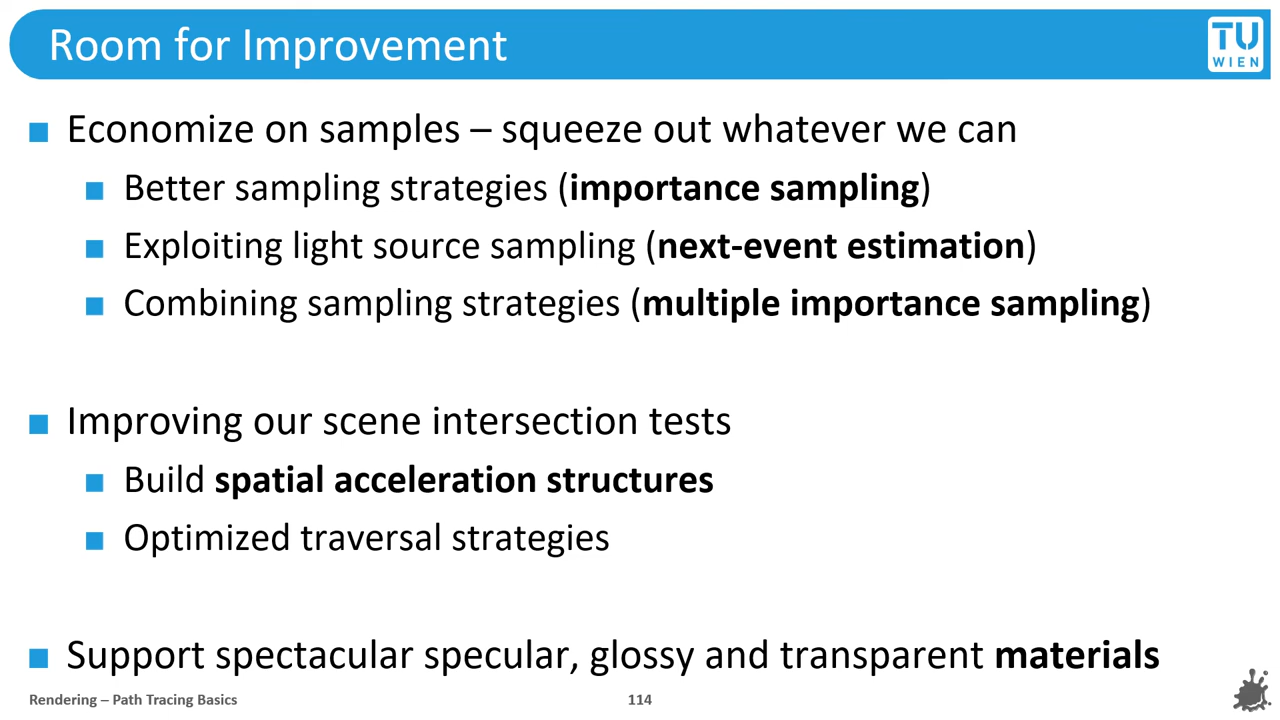 Room for Improvement
TU
WIEN
Economize on samples – squeeze out whatever we can
Better sampling strategies (importance sampling)
Exploiting light source sampling (next-event estimation)
Combining sampling strategies (multiple importance sampling)
Improving our scene intersection tests
Build spatial acceleration structures
Optimized traversal strategies
Support spectacular specular, glossy and transparent materials
Rendering – Path Tracing Basics
114